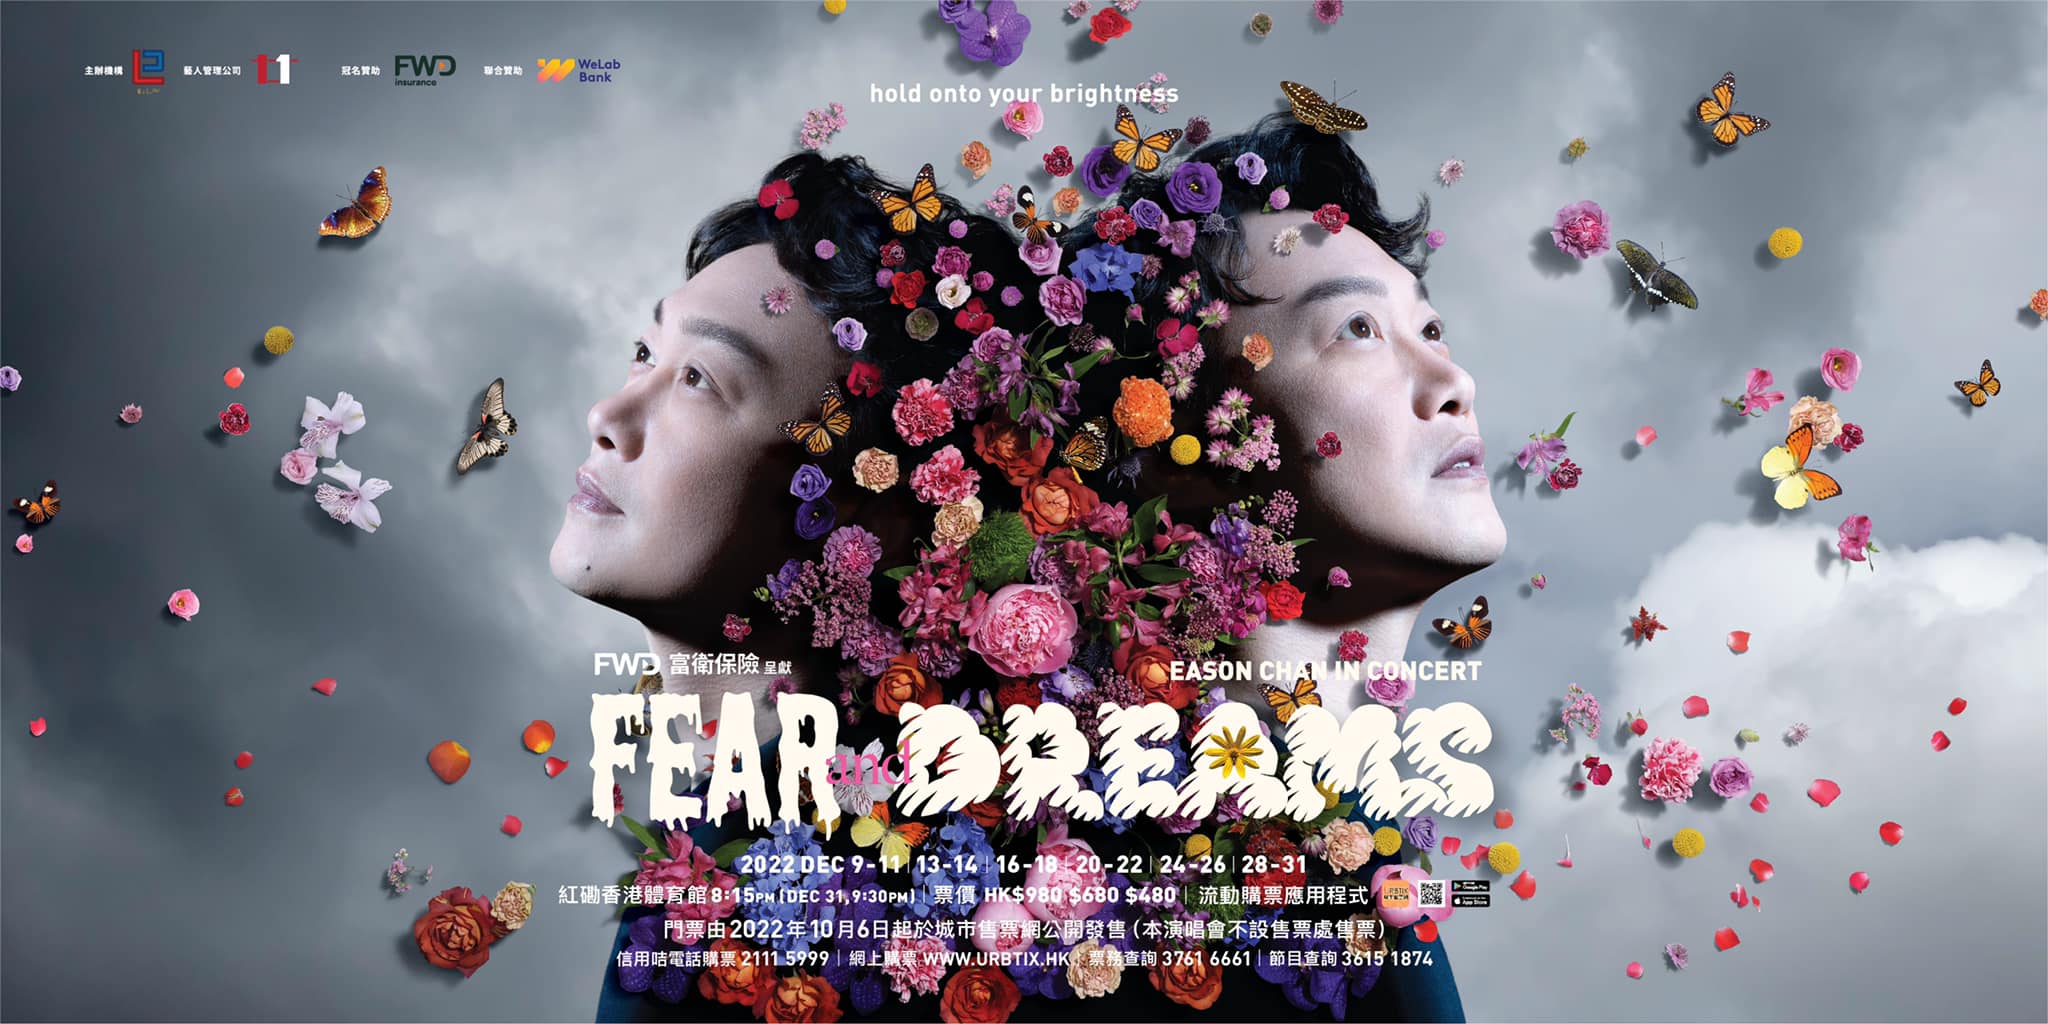 主辦機構
藝人管理公司
冠名贊助 FWD insurance
聯合贊助 WeLab Bank
hold onto your brightness
FWD 富衛保險 呈獻
EASON CHAN IN CONCERT
FEAR and DREAMS
2022 DEC 9-11 | 13-14 | 16-18 | 20-22 | 24-26 | 28-31
紅磡香港體育館 8:15PM (DEC 31, 9:30PM) | 票價 HK$980 $680 $480 | 流動購票應用程式 URBTIX Google Play App Store
門票由2022年10月6日起於城市售票網公開發售 (本演唱會不設售票處售票)
信用咭電話購票 2111 5999 | 網上購票 WWW.URBTIX.HK | 票務查詢 3761 6661 | 節目查詢 3615 1874